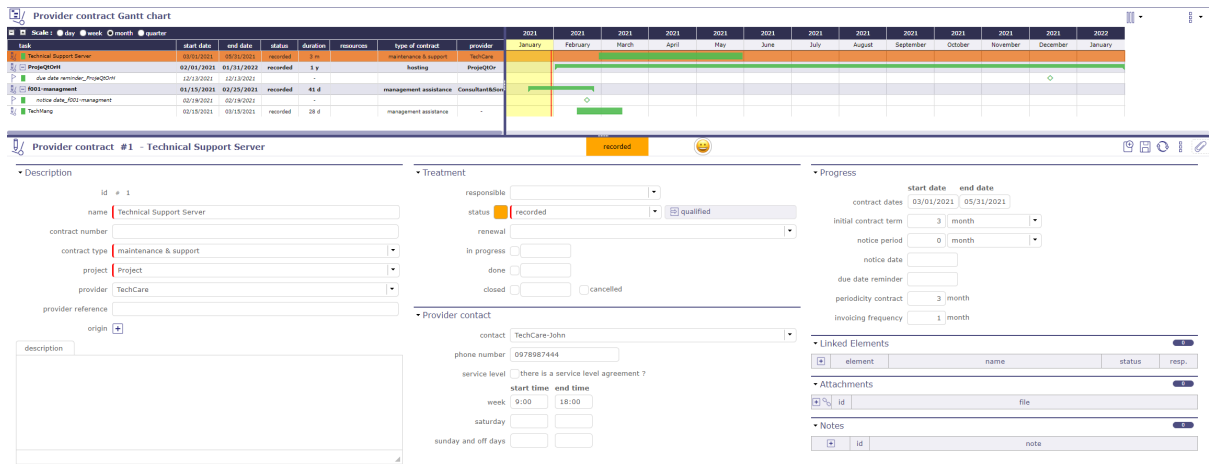 Provider contract Gantt chart
Scale : day week month quarter
2021 2021 2021 2021 2021 2021 2021 2021 2021 2021 2021 2021 2022
task start date end date status duration resources type of contract provider January February March April May June July August September October November December January
Technical Support Server 03/01/2021 05/31/2021 recorded 3 m maintenance & support TechCare
ProjeQtOrH 02/01/2021 01/31/2022 recorded 1 y hosting ProjeQtOr
due date reminder_ProjeQtOrH 12/13/2021 12/13/2021 -
f001-managment 01/15/2021 02/25/2021 recorded 41 d management assistance Consultant&Son
notice date_f001-managment 02/19/2021 02/19/2021 -
TechMang 02/15/2021 03/15/2021 recorded 28 d management assistance -
Provider contract #1 - Technical Support Server recorded
Description
id # 1
name Technical Support Server
contract number
contract type maintenance & support
project Project
provider TechCare
provider reference
origin
description
Treatment
responsible
status recorded qualified
renewal
in progress
done
closed cancelled
Provider contact
contact TechCare-John
phone number 0978987444
service level there is a service level agreement ?
start time end time
week 9:00 18:00
saturday
sunday and off days
Progress
start date end date
contract dates 03/01/2021 05/31/2021
initial contract term 3 month
notice period 0 month
notice date
due date reminder
periodicity contract 3 month
invoicing frequency 1 month
Linked Elements 0
element name status resp.
Attachments 0
id file
Notes 0
id note